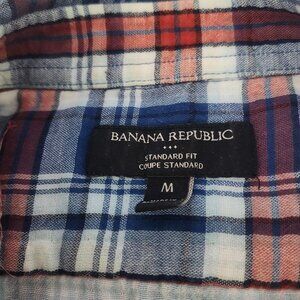 BANANA REPUBLIC
STANDARD FIT
COUPE STANDARD
M